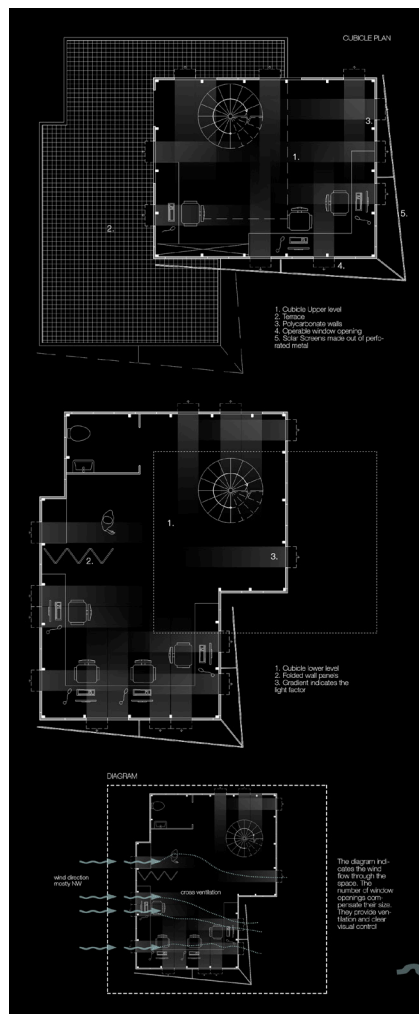 CUBICLE PLAN
3.
1.
2.
5.
4.
1. Cubicle Upper level
2. Terrace
3. Polycarbonate walls
4. Operable window opening
5. Solar Screens made out of perfo-
rated metal
1.
2.
3.
1. Cubicle lower level
2. Folded wall panels
3. Gradient indicates the
light factor
DIAGRAM
wind direction
mostly NW
cross ventilation
The diagram indi-
cates the wind
flow through the
space. The
number of window
openings com-
pensate their size.
They provide ven-
tilation and clear
visual control